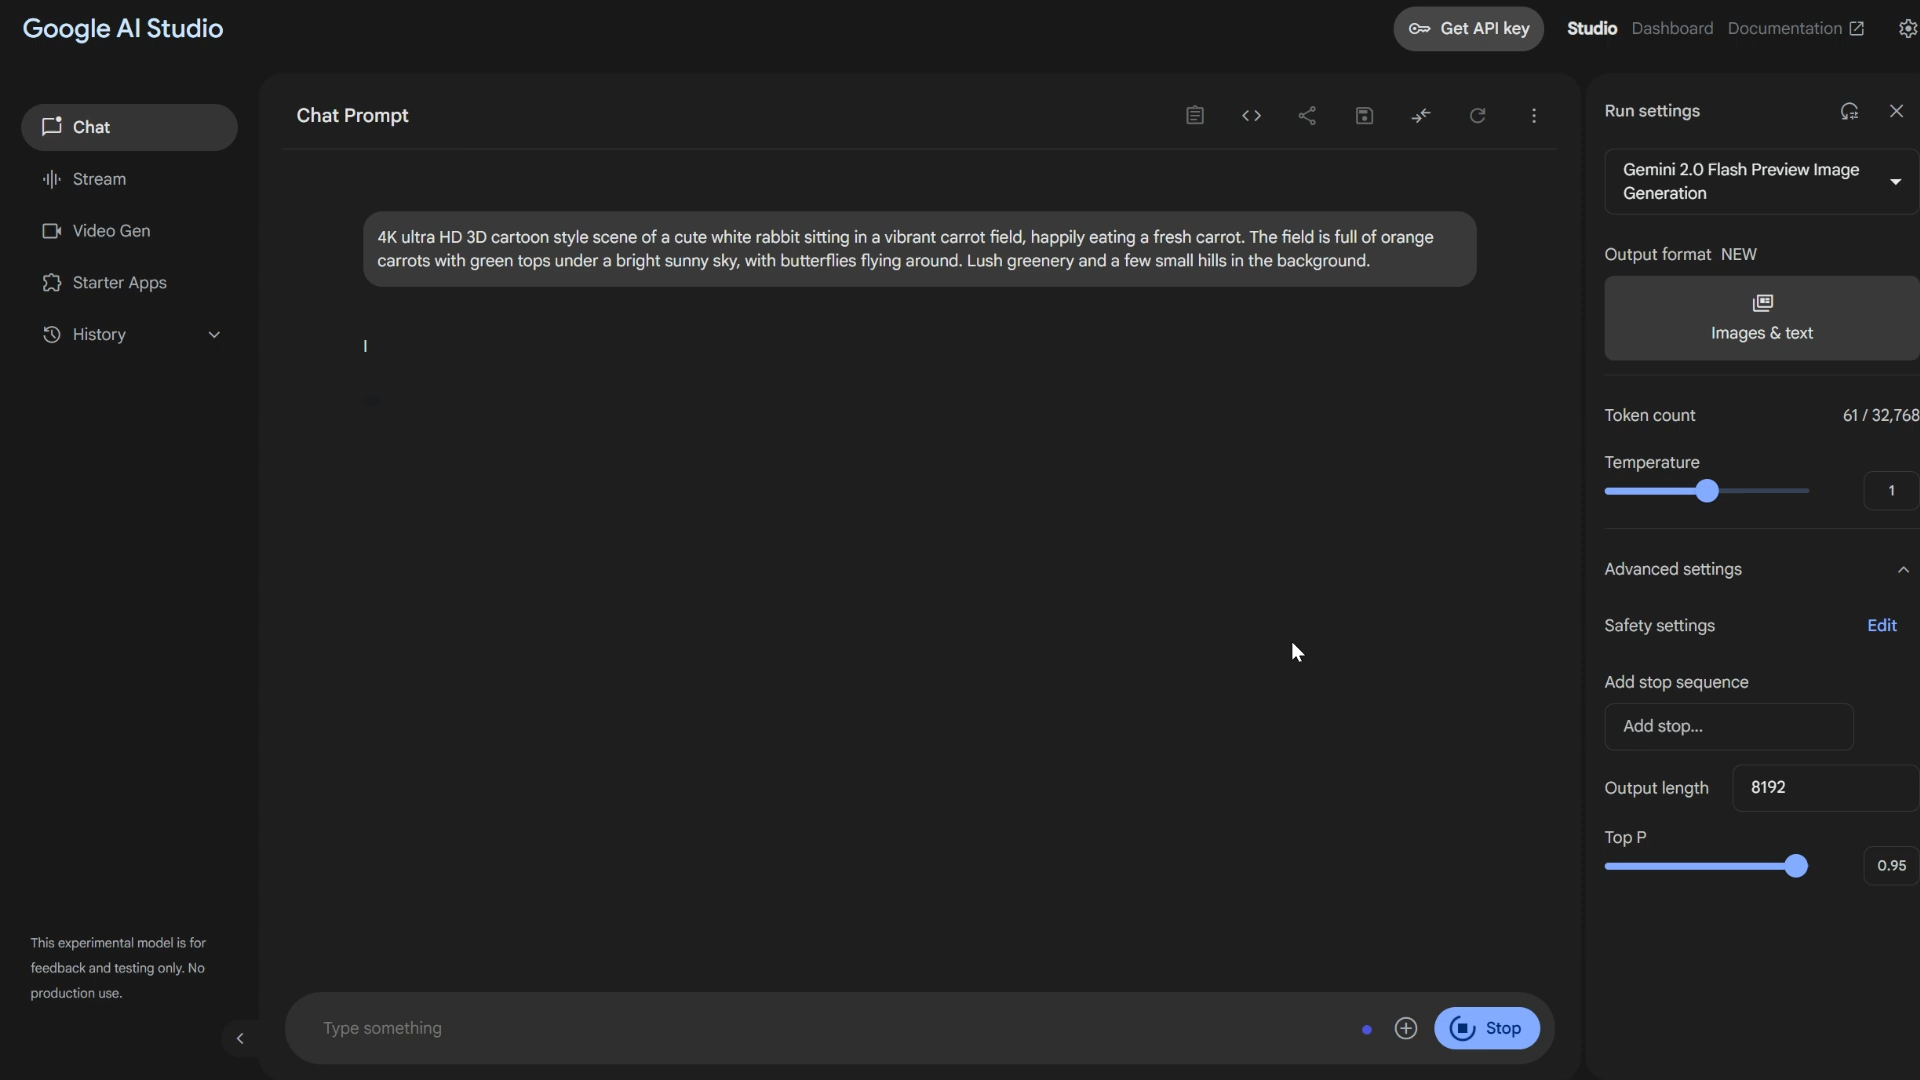 Google AI Studio
Get API key
Studio
Dashboard
Documentation
Chat
Stream
Video Gen
Starter Apps
History
Chat Prompt
4K ultra HD 3D cartoon style scene of a cute white rabbit sitting in a vibrant carrot field, happily eating a fresh carrot. The field is full of orange
carrots with green tops under a bright sunny sky, with butterflies flying around. Lush greenery and a few small hills in the background.
I
Run settings
Gemini 2.0 Flash Preview Image
Generation
Output format NEW
Images & text
Token count
61 / 32,768
Temperature
1
Advanced settings
Safety settings
Edit
Add stop sequence
Add stop...
Output length
8192
Top P
0.95
This experimental model is for
feedback and testing only. No
production use.
Type something
Stop